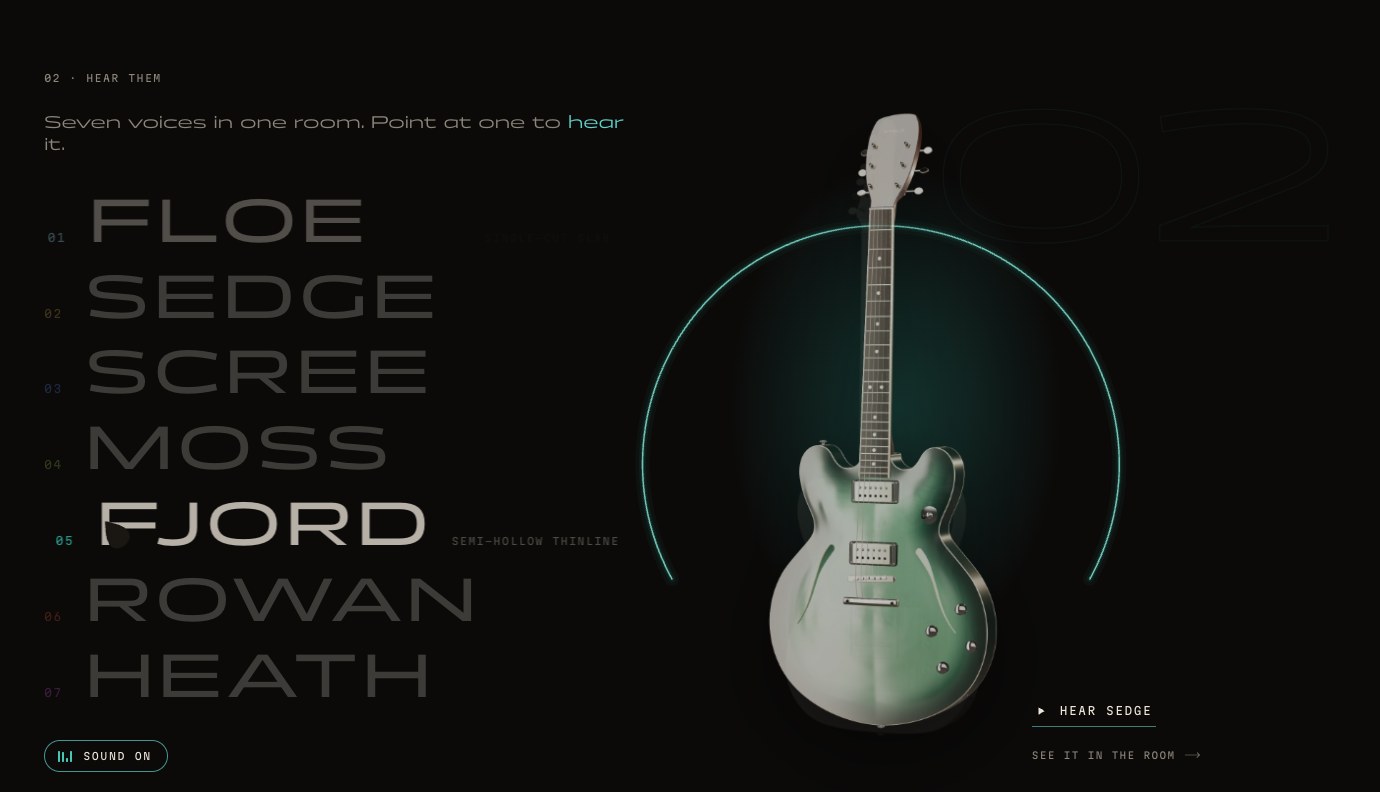 02 · HEAR THEM
Seven voices in one room. Point at one to hear
it.
01 FLOE
02 SEDGE
03 SCREE
04 MOSS
05 FJORD SEMI-HOLLOW THINLINE
06 ROWAN
07 HEATH
SOUND ON
02
HEAR SEDGE
SEE IT IN THE ROOM →